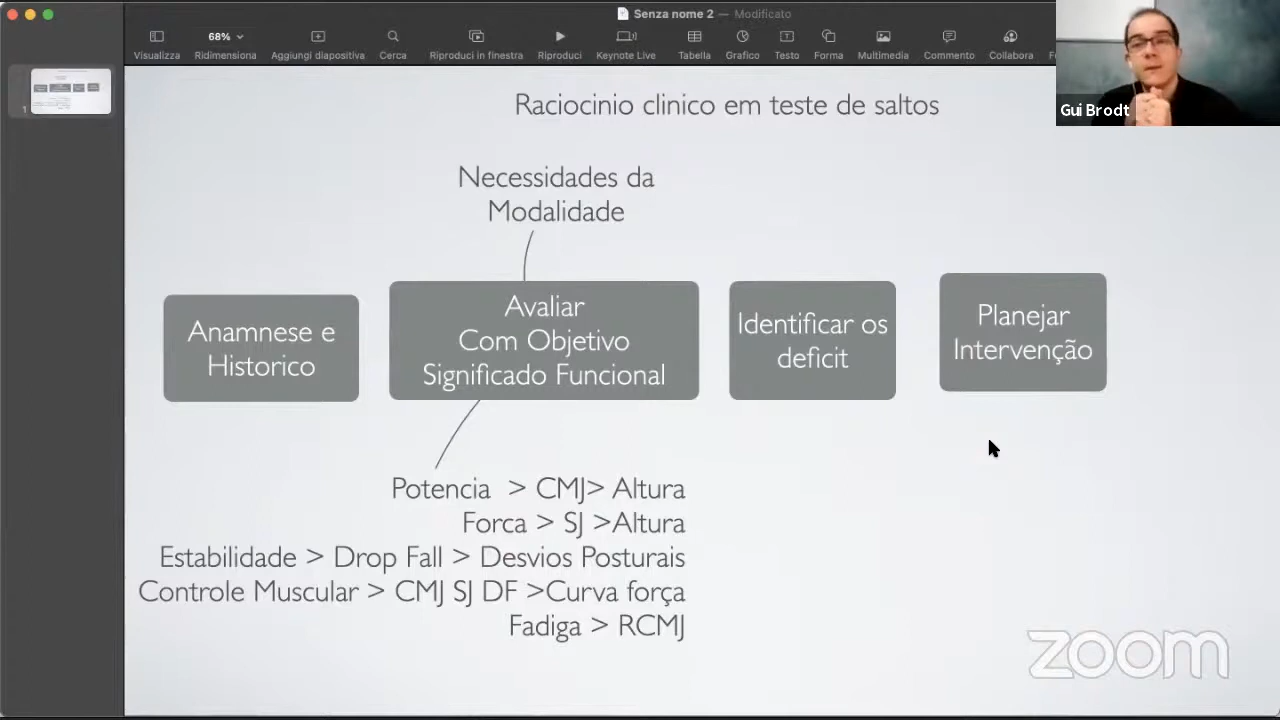 Senza nome 2 — Modificato
68%
Visualizza
Ridimensiona
Aggiungi diapositiva
Cerca
Riproduci in finestra
Riproduci
Keynote Live
Tabella
Grafico
Testo
Forma
Multimedia
Commento
Collabora
Gui Brodt
1
Raciocinio clinico em teste de saltos
Necessidades da
Modalidade
Anamnese e
Historico
Avaliar
Com Objetivo
Significado Funcional
Identificar os
deficit
Planejar
Intervenção
Potencia > CMJ> Altura
Forca > SJ >Altura
Estabilidade > Drop Fall > Desvios Posturais
Controle Muscular > CMJ SJ DF >Curva força
Fadiga > RCMJ
zoom